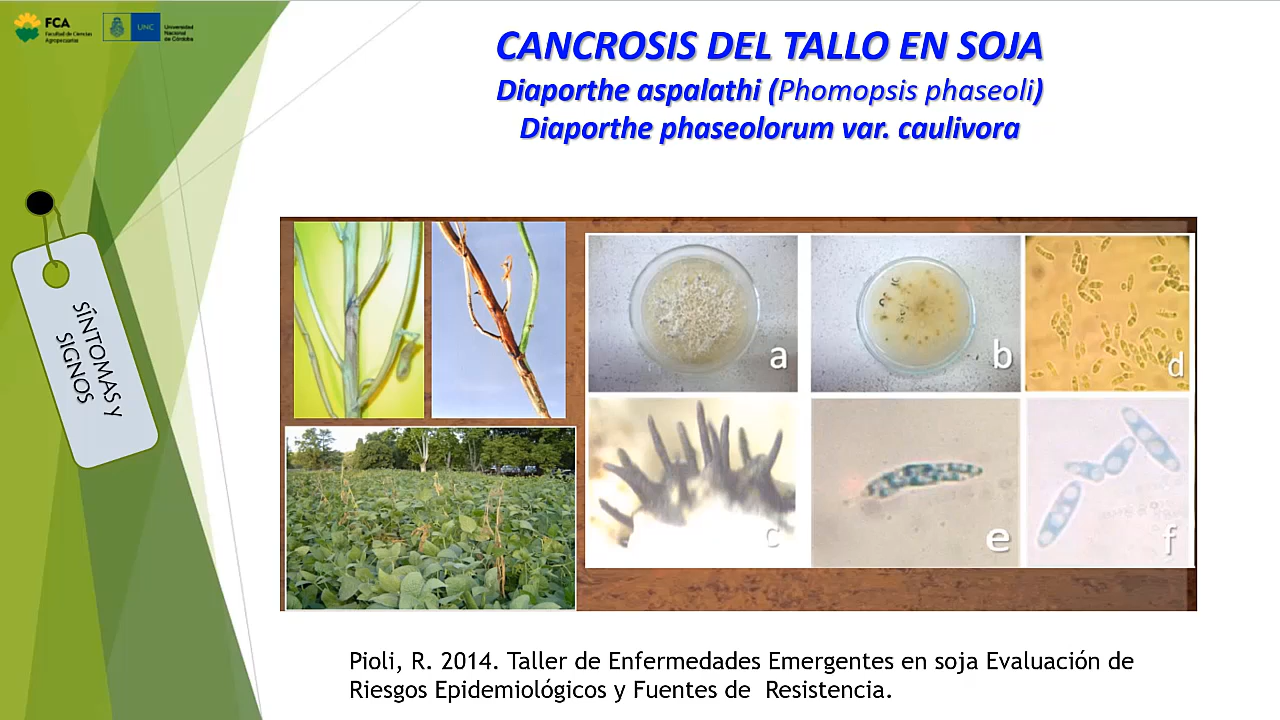 FCA
Facultad de Ciencias
Agropecuarias
UNC
Universidad
Nacional
de Córdoba
CANCROSIS DEL TALLO EN SOJA
Diaporthe aspalathi (Phomopsis phaseoli)
Diaporthe phaseolorum var. caulivora
SÍNTOMAS Y
SIGNOS
a
b
d
c
e
f
Pioli, R. 2014. Taller de Enfermedades Emergentes en soja Evaluación de
Riesgos Epidemiológicos y Fuentes de Resistencia.